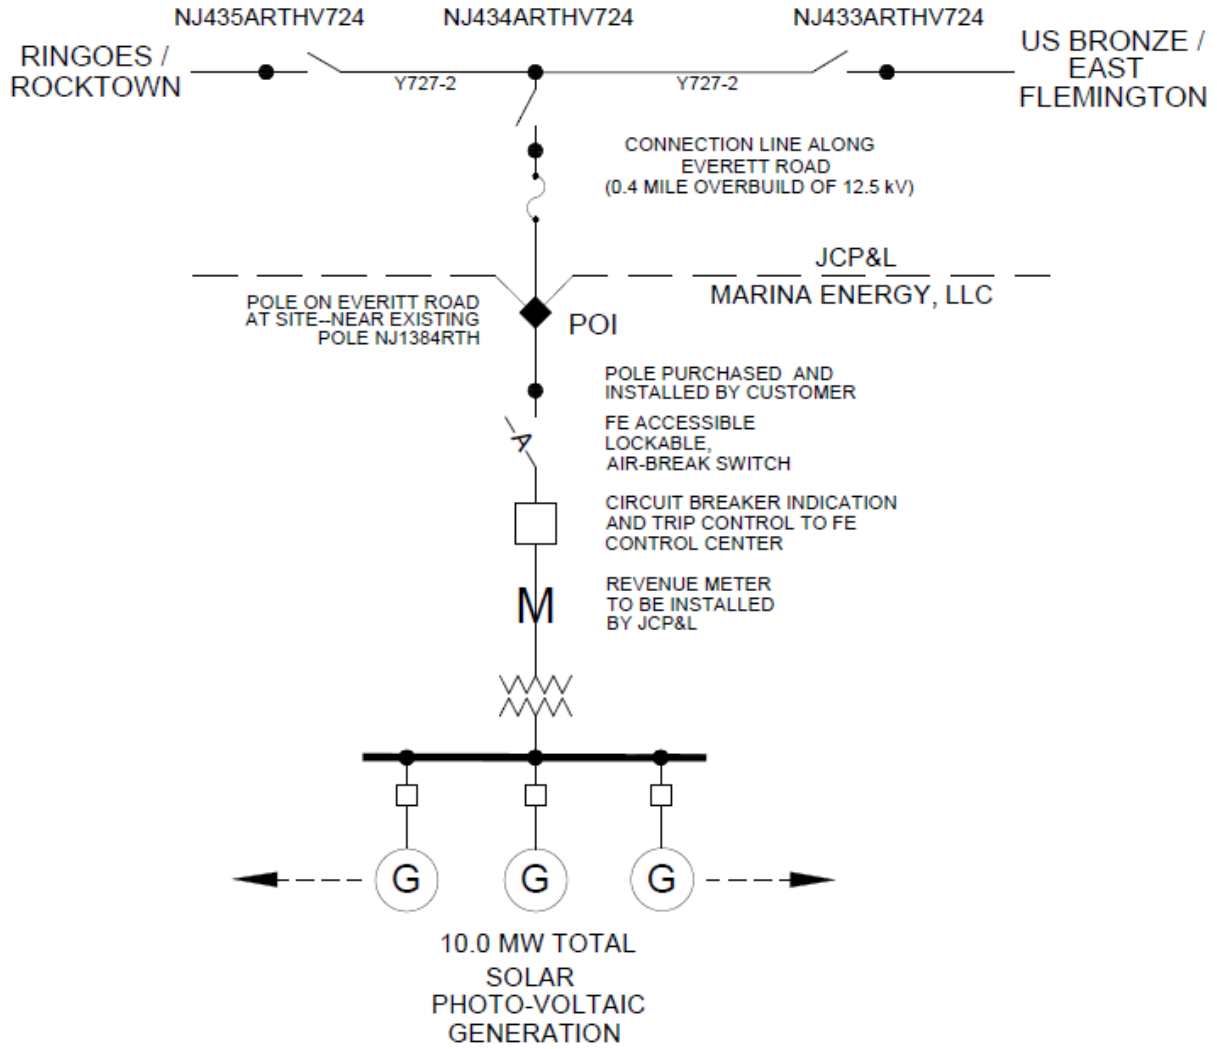 NJ435ARTHV724
NJ434ARTHV724
NJ433ARTHV724
RINGOES /
ROCKTOWN
US BRONZE /
EAST
FLEMINGTON
Y727-2
Y727-2
CONNECTION LINE ALONG
EVERETT ROAD
(0.4 MILE OVERBUILD OF 12.5 kV)
JCP&L
MARINA ENERGY, LLC
POLE ON EVERITT ROAD
AT SITE--NEAR EXISTING
POLE NJ1384RTH
POI
POLE PURCHASED AND
INSTALLED BY CUSTOMER
A
FE ACCESSIBLE
LOCKABLE,
AIR-BREAK SWITCH
CIRCUIT BREAKER INDICATION
AND TRIP CONTROL TO FE
CONTROL CENTER
M
REVENUE METER
TO BE INSTALLED
BY JCP&L
G
G
G
10.0 MW TOTAL
SOLAR
PHOTO-VOLTAIC
GENERATION